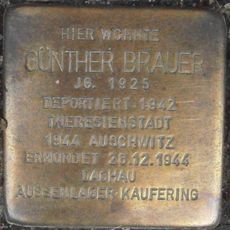 HIER WOHNTE
GÜNTHER BRAUER
JG. 1925
DEPORTIERT 1942
THERESIENSTADT
1944 AUSCHWITZ
ERMORDET 26.12.1944
DACHAU
AUSSENLAGER KAUFERING